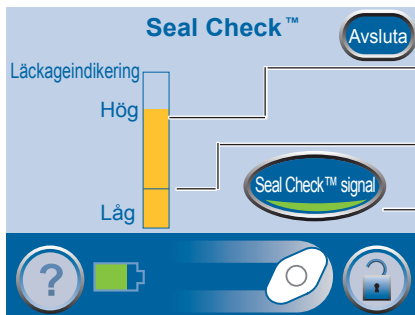 Seal Check™
Avsluta
Läckageindikering
Hög
Seal Check™ signal
Låg
?